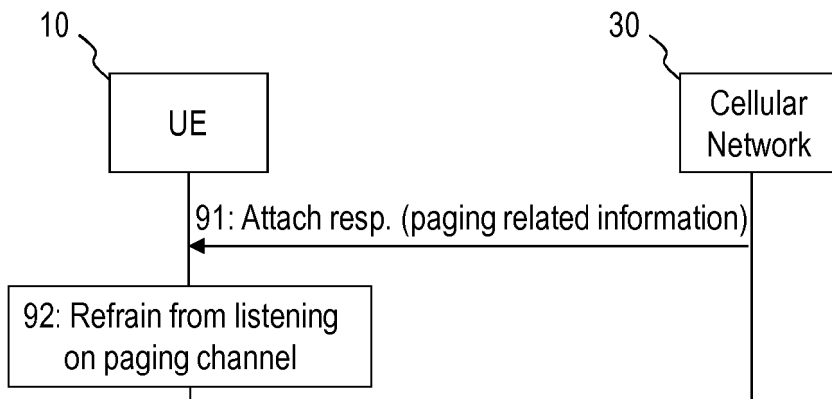 10
30
UE
Cellular
Network
91: Attach resp. (paging related information)
92: Refrain from listening
on paging channel